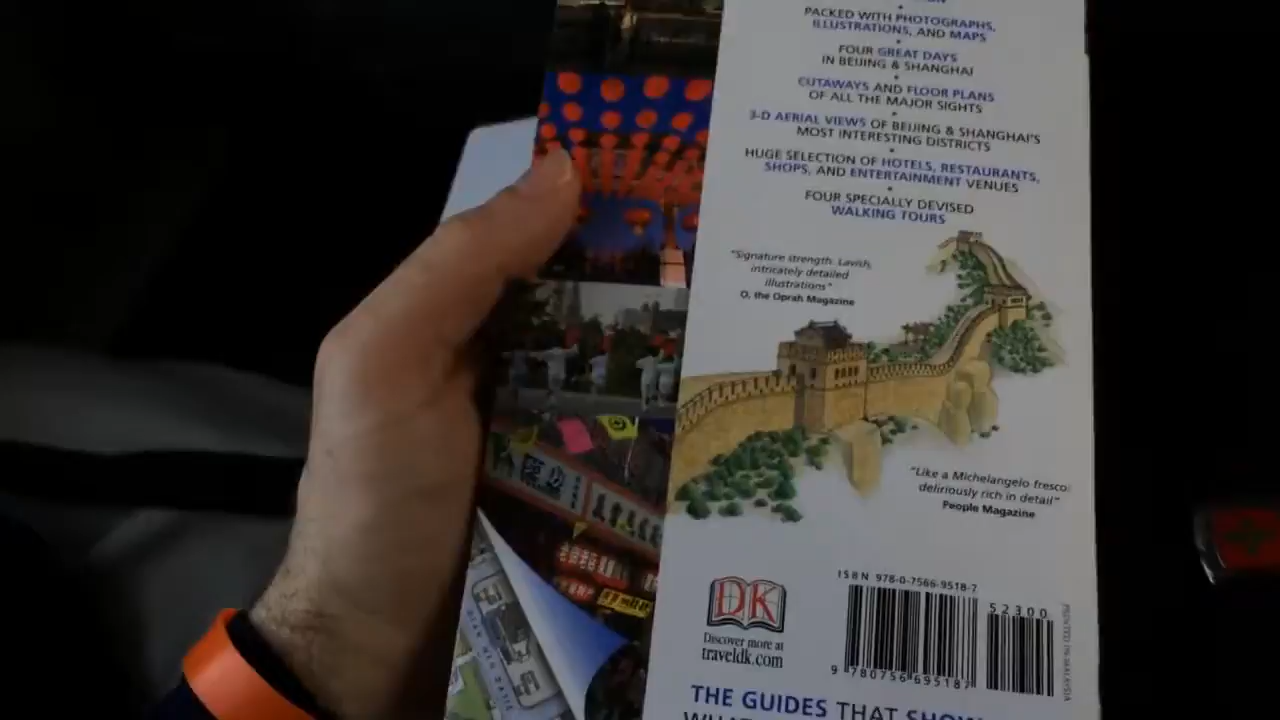 PACKED WITH PHOTOGRAPHS,
ILLUSTRATIONS, AND MAPS
•
FOUR GREAT DAYS
IN BEIJING & SHANGHAI
•
CUTAWAYS AND FLOOR PLANS
OF ALL THE MAJOR SIGHTS
•
3-D AERIAL VIEWS OF BEIJING & SHANGHAI'S
MOST INTERESTING DISTRICTS
•
HUGE SELECTION OF HOTELS, RESTAURANTS,
SHOPS, AND ENTERTAINMENT VENUES
•
FOUR SPECIALLY DEVISED
WALKING TOURS
"Signature strength. Lavish,
intricately detailed
illustrations"
O, the Oprah Magazine
"Like a Michelangelo fresco:
deliriously rich in detail"
People Magazine
DK
Discover more at
traveldk.com
ISBN 978-0-7566-9518-7
52300
9 780756 695187
PRINTED IN MALAYSIA
THE GUIDES THAT SHOW